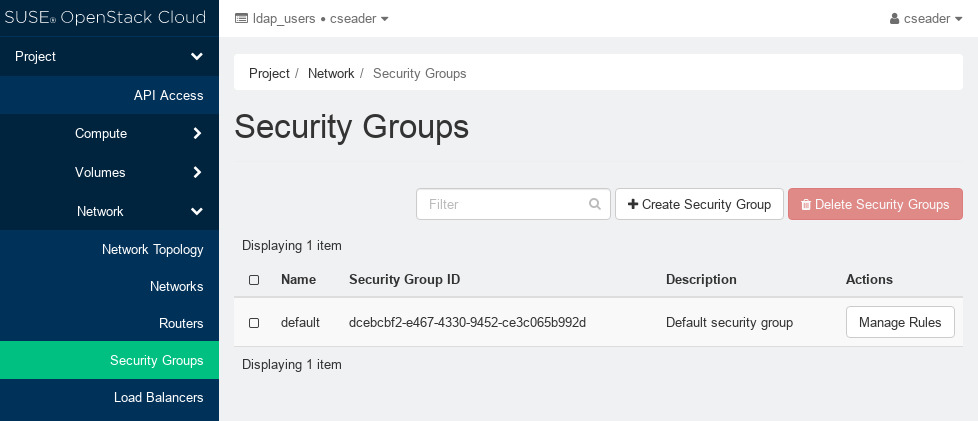 SUSE® OpenStack Cloud
ldap_users • cseader
cseader
Project
API Access
Compute
Volumes
Network
Network Topology
Networks
Routers
Security Groups
Load Balancers
Project / Network / Security Groups
Security Groups
Filter
Create Security Group
Delete Security Groups
Displaying 1 item
Name Security Group ID Description Actions
default dcebcbf2-e467-4330-9452-ce3c065b992d Default security group Manage Rules
Displaying 1 item